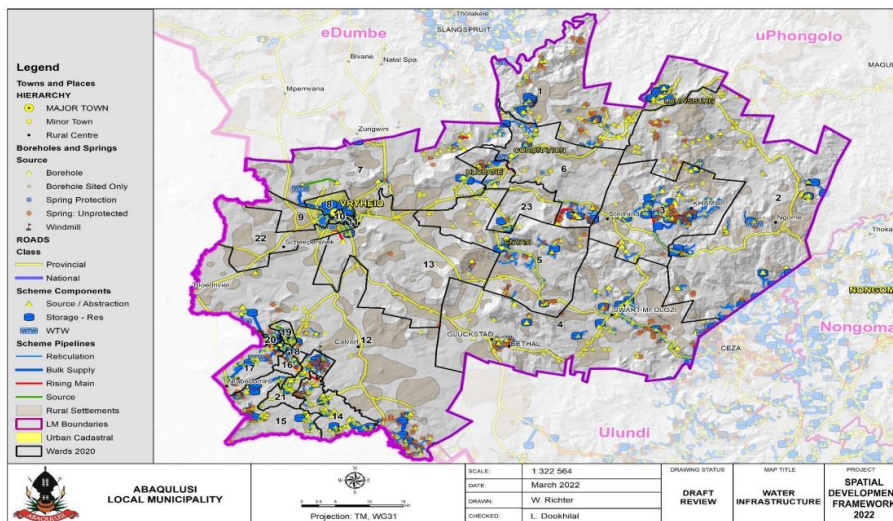 Legend
Towns and Places
HIERARCHY
MAJOR TOWN
Minor Town
Rural Centre
Boreholes and Springs
Source
Borehole
Borehole Sited Only
Spring Protection
Spring: Unprotected
Windmill
ROADS
Class
Provincial
National
Scheme Components
Source / Abstraction
Storage - Res
WTW
Scheme Pipelines
Reticulation
Bulk Supply
Rising Main
Source
Rural Settlements
LM Boundaries
Urban Cadastral
Wards 2020
Tholakele
SLANGSPRUIT
eDumbe
uPhongolo
Bivane
Natal Spa
Mpemvana
Zungwini
1
LOUWSBURG
CORONATION
7
6
HLOBANE
VRYHEID
8
10
9
23
3
KHAMBI
2
Ngome
22
Scheepersnek
5
13
NONGOMA
4
SWART-MFOLOZI
GLUCKSTAD
BETHAL
CEZA
Nongoma
19
20
18
12
Calvert
16
17
21
14
15
Ulundi
ABAQULUSI
ABAQULUSI
LOCAL MUNICIPALITY
Projection: TM, WG31
SCALE: 1:322 564
DATE: March 2022
DRAWN: W. Richter
CHECKED: L. Dookhilal
DRAWING STATUS
DRAFT
REVIEW
MAP TITLE
WATER
INFRASTRUCTURE
PROJECT
SPATIAL
DEVELOPMENT
FRAMEWORK
2022